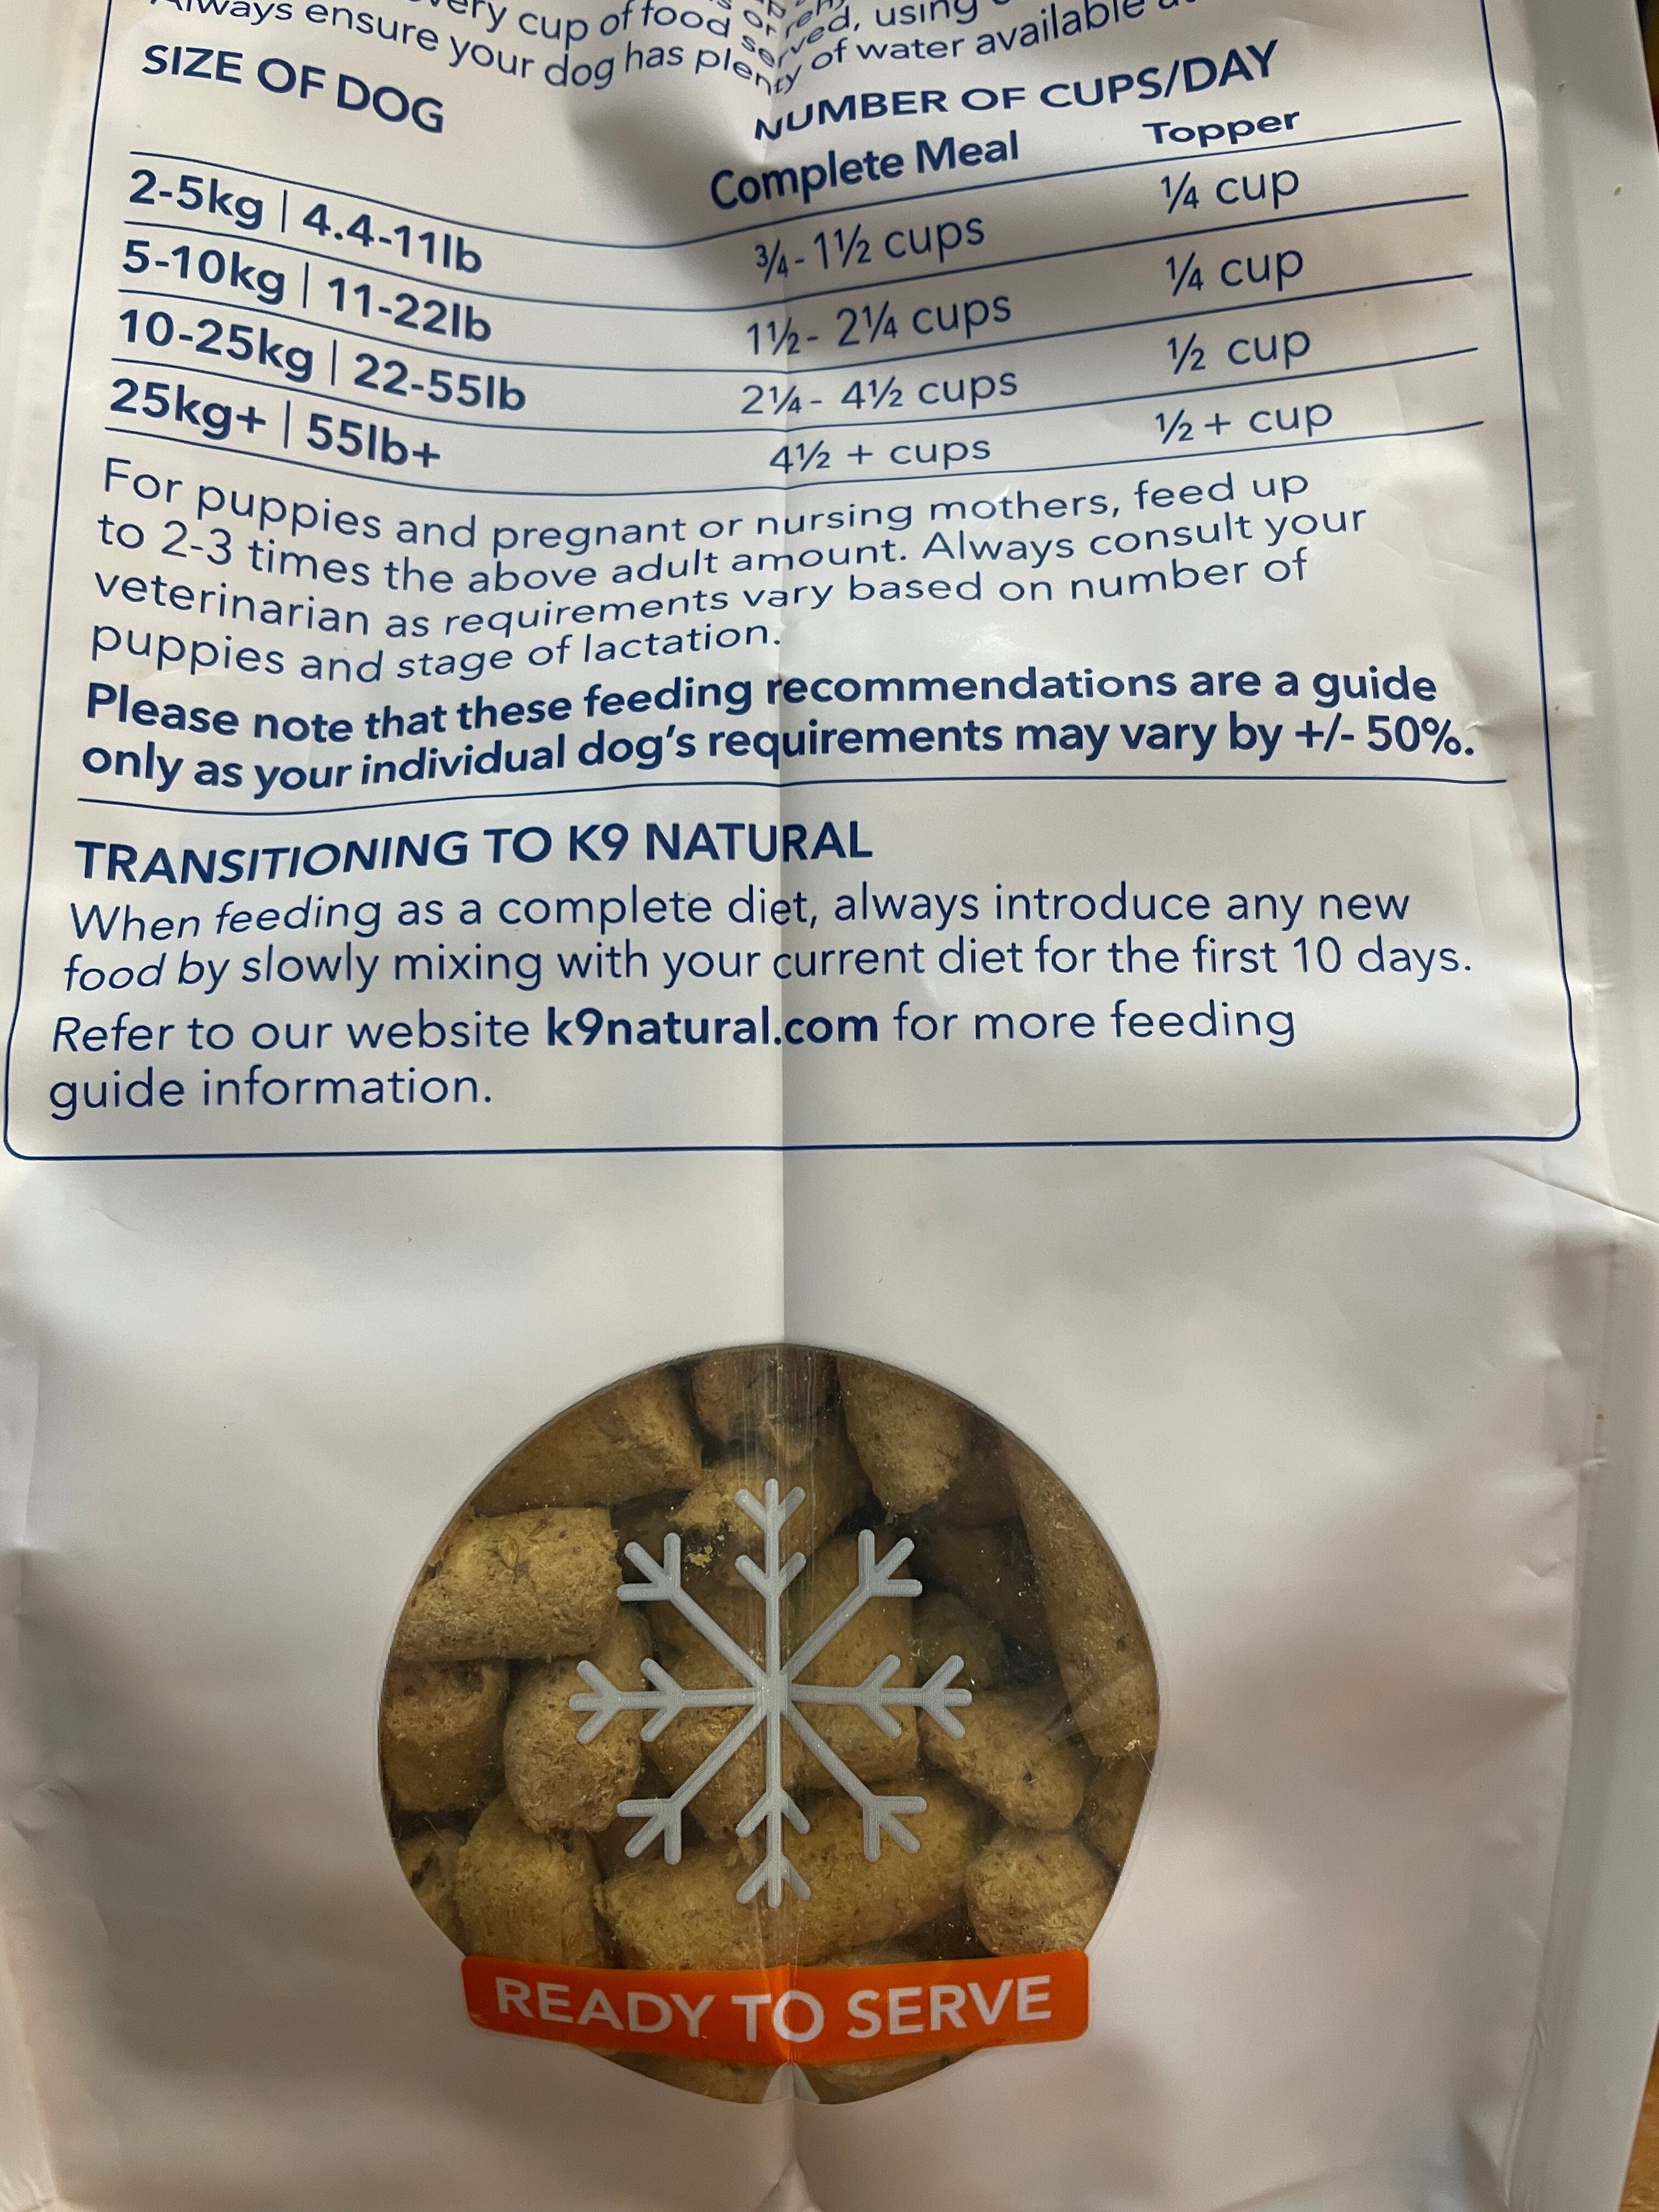 ery cup of food served, using
Always ensure your dog has plenty of water available
SIZE OF DOG
NUMBER OF CUPS/DAY
Complete Meal Topper
2-5kg | 4.4-11lb ¾-1½ cups ¼ cup
5-10kg | 11-22lb 1½- 2¼ cups ¼ cup
10-25kg | 22-55lb 2¼- 4½ cups ½ cup
25kg+ | 55lb+ 4½ + cups ½+ cup
For puppies and pregnant or nursing mothers, feed up
to 2-3 times the above adult amount. Always consult your
veterinarian as requirements vary based on number of
puppies and stage of lactation.
Please note that these feeding recommendations are a guide
only as your individual dog's requirements may vary by +/- 50%.
TRANSITIONING TO K9 NATURAL
When feeding as a complete diet, always introduce any new
food by slowly mixing with your current diet for the first 10 days.
Refer to our website k9natural.com for more feeding
guide information.
READY TO SERVE